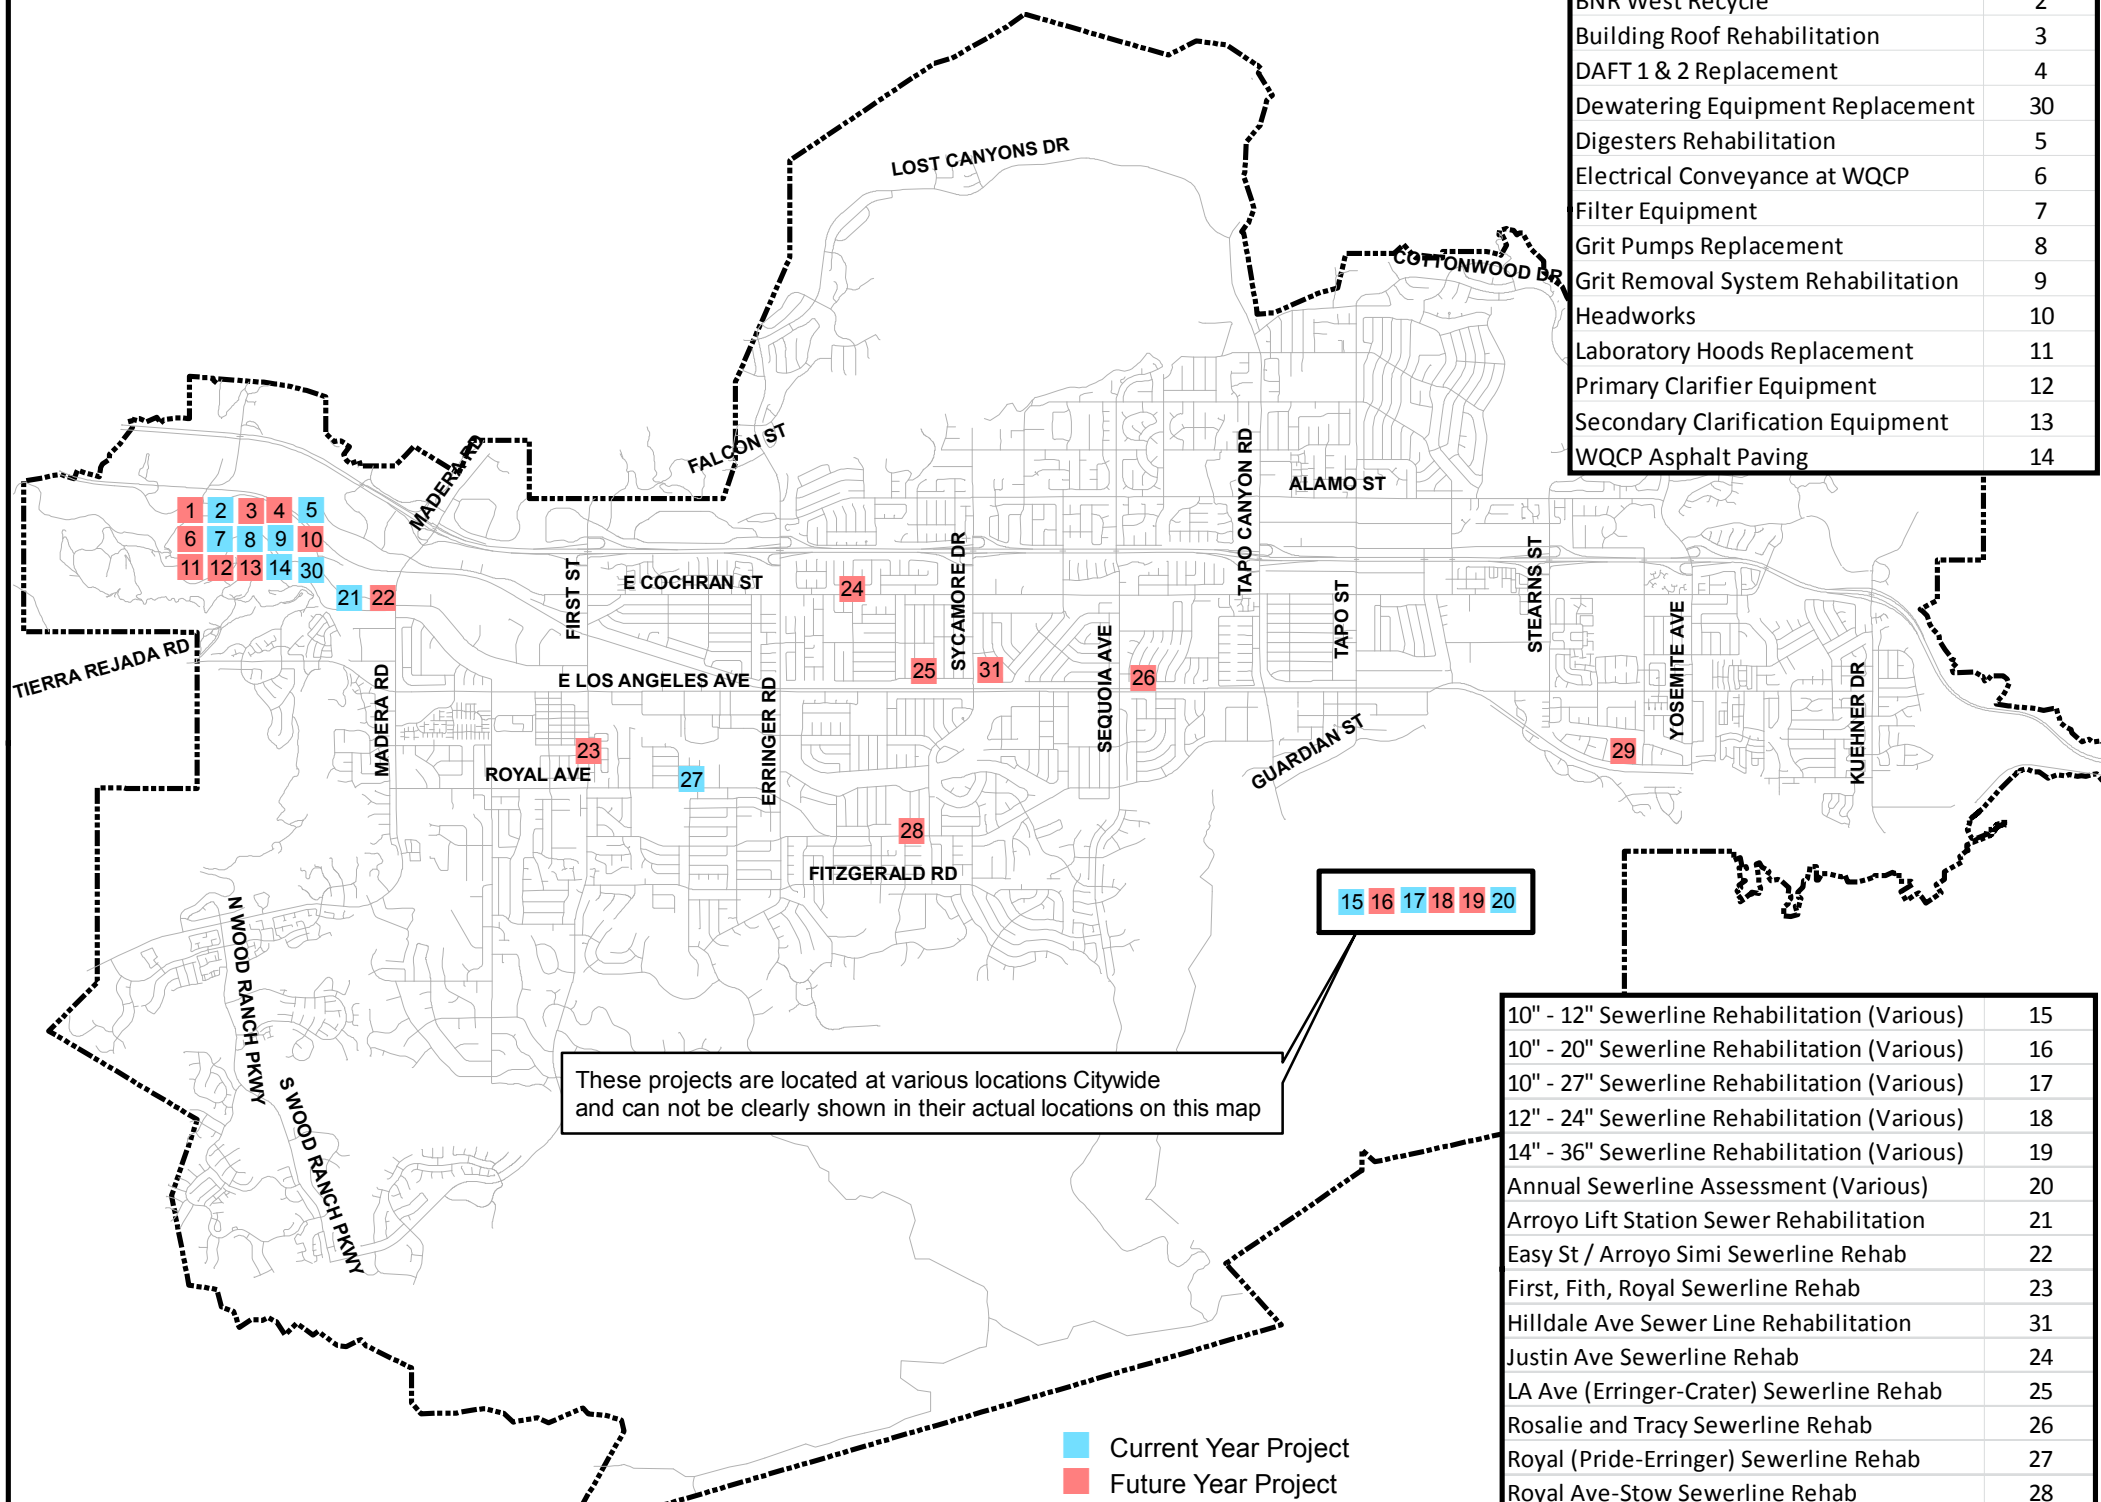 BNR West Recycle 2
Building Roof Rehabilitation 3
DAFT 1 & 2 Replacement 4
Dewatering Equipment Replacement 30
Digesters Rehabilitation 5
Electrical Conveyance at WQCP 6
Filter Equipment 7
Grit Pumps Replacement 8
Grit Removal System Rehabilitation 9
Headworks 10
Laboratory Hoods Replacement 11
Primary Clarifier Equipment 12
Secondary Clarification Equipment 13
WQCP Asphalt Paving 14
LOST CANYONS DR
COTTONWOOD DR
FALCON ST
MADERA RD
ALAMO ST
TAPO CANYON RD
1 2 3 4 5
6 7 8 9 10
11 12 13 14 30
21 22
FIRST ST
E COCHRAN ST
24
SYCAMORE DR
TAPO ST
STEARNS ST
YOSEMITE AVE
TIERRA REJADA RD
MADERA RD
E LOS ANGELES AVE
ERRINGER RD
25
31
SEQUOIA AVE
26
KUEHNER DR
23
ROYAL AVE
27
GUARDIAN ST
29
28
FITZGERALD RD
15 16 17 18 19 20
N WOOD RANCH PKWY
S WOOD RANCH PKWY
These projects are located at various locations Citywide
and can not be clearly shown in their actual locations on this map
10" - 12" Sewerline Rehabilitation (Various) 15
10" - 20" Sewerline Rehabilitation (Various) 16
10" - 27" Sewerline Rehabilitation (Various) 17
12" - 24" Sewerline Rehabilitation (Various) 18
14" - 36" Sewerline Rehabilitation (Various) 19
Annual Sewerline Assessment (Various) 20
Arroyo Lift Station Sewer Rehabilitation 21
Easy St / Arroyo Simi Sewerline Rehab 22
First, Fith, Royal Sewerline Rehab 23
Hilldale Ave Sewer Line Rehabilitation 31
Justin Ave Sewerline Rehab 24
LA Ave (Erringer-Crater) Sewerline Rehab 25
Rosalie and Tracy Sewerline Rehab 26
Royal (Pride-Erringer) Sewerline Rehab 27
Royal Ave-Stow Sewerline Rehab 28
Current Year Project
Future Year Project